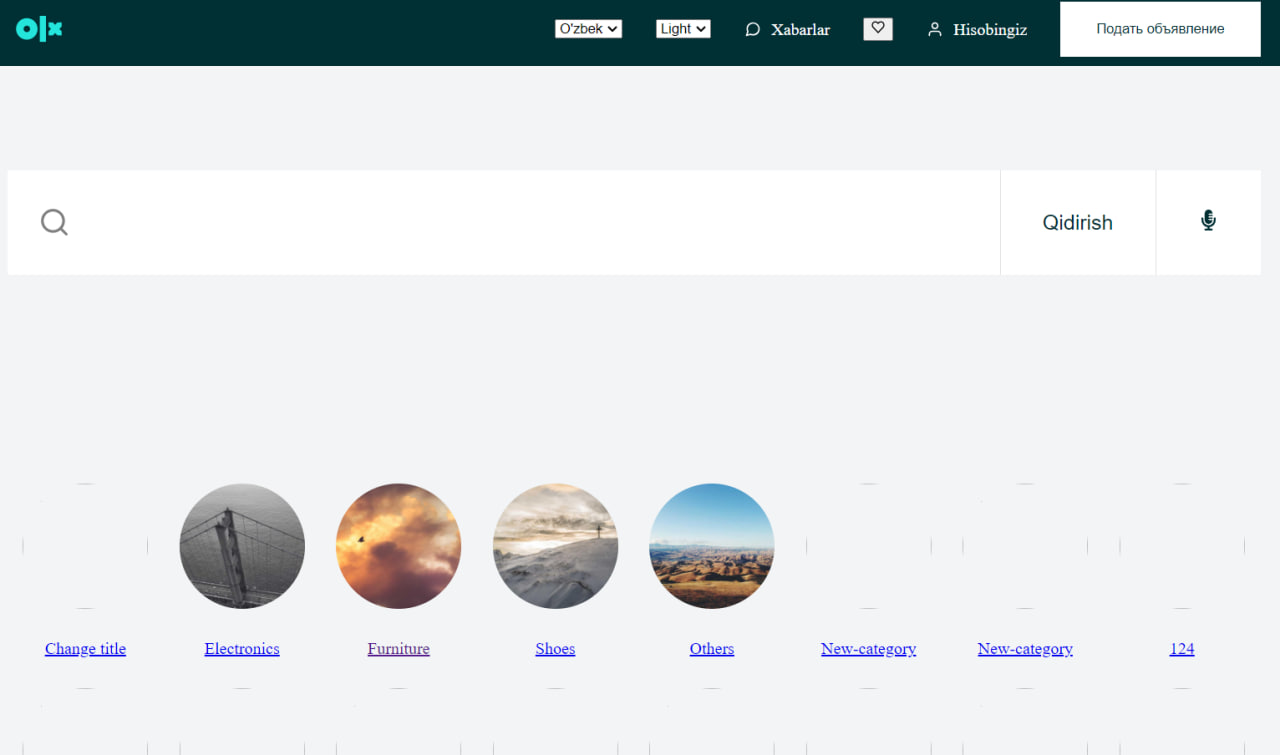 olx
O'zbek
Light
Xabarlar
Hisobingiz
Подать объявление
Qidirish
Change title
Electronics
Furniture
Shoes
Others
New-category
New-category
124